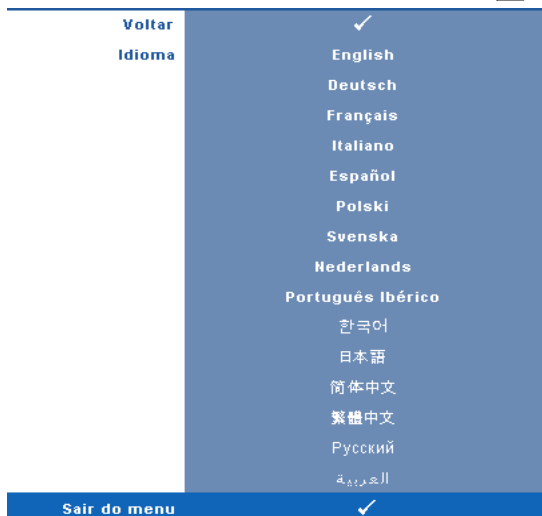 Voltar ✓
Idioma English
Deutsch
Français
Italiano
Español
Polski
Svenska
Nederlands
Português Ibérico
한국어
日本語
简体中文
繁體中文
Русский
العربية
Sair do menu ✓